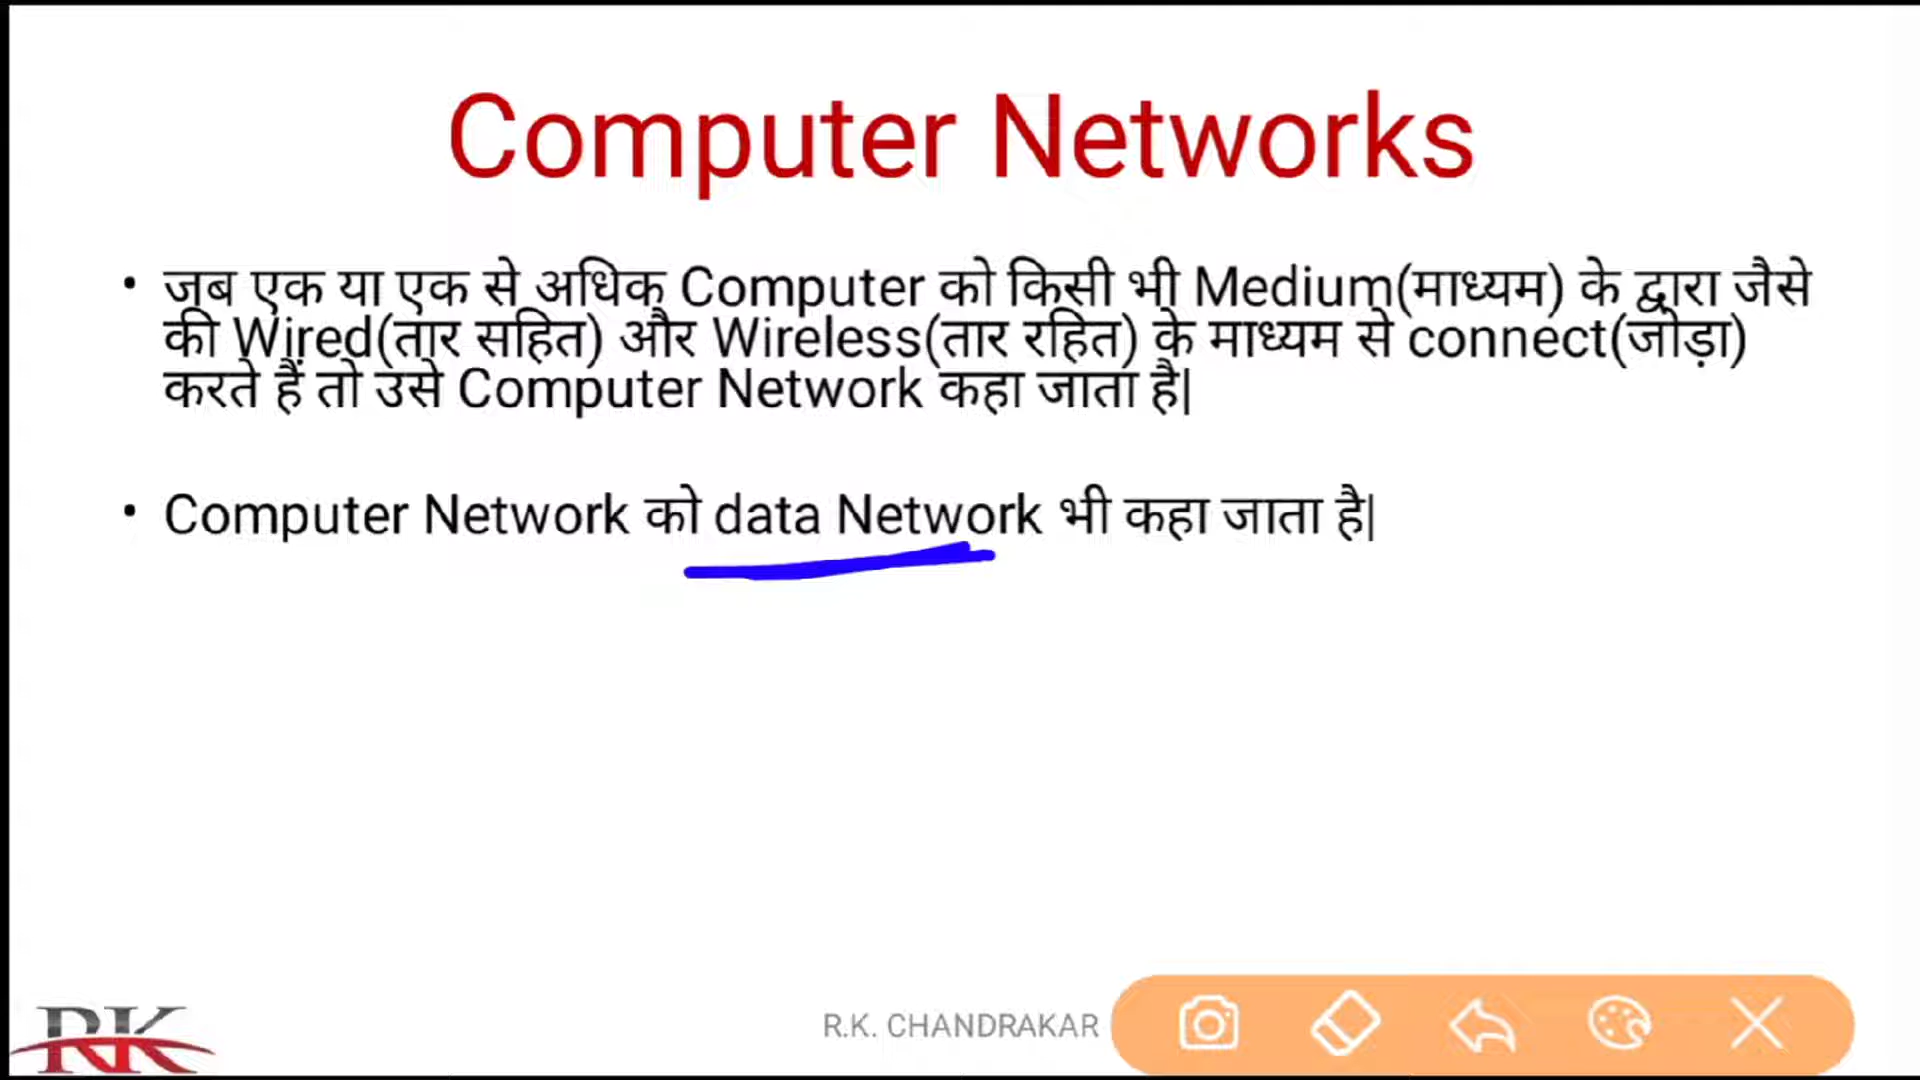 Computer Networks
• जब एक या एक से अधिक Computer को किसी भी Medium(माध्यम) के द्वारा जैसे
की Wired(तार सहित) और Wireless(तार रहित) के माध्यम से connect(जोड़ा)
करते हैं तो उसे Computer Network कहा जाता है|
• Computer Network को data Network भी कहा जाता है|
RK
R.K. CHANDRAKAR